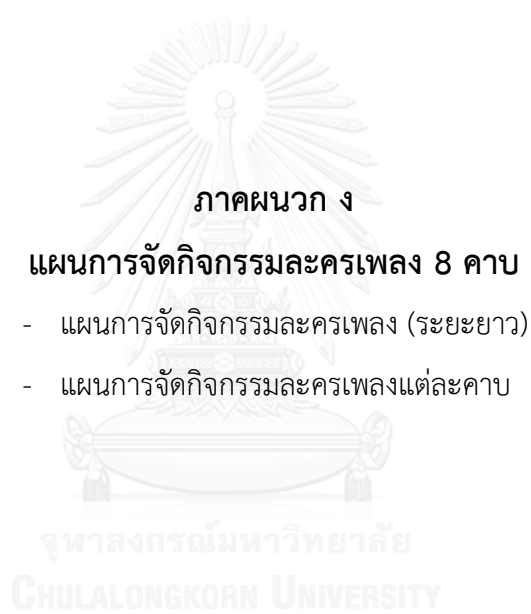 ภาคผนวก ง
แผนการจัดกิจกรรมละครเพลง 8 คาบ
- แผนการจัดกิจกรรมละครเพลง (ระยะยาว)
- แผนการจัดกิจกรรมละครเพลงแต่ละคาบ
จุฬาลงกรณ์มหาวิทยาลัย
CHULALONGKORN UNIVERSITY